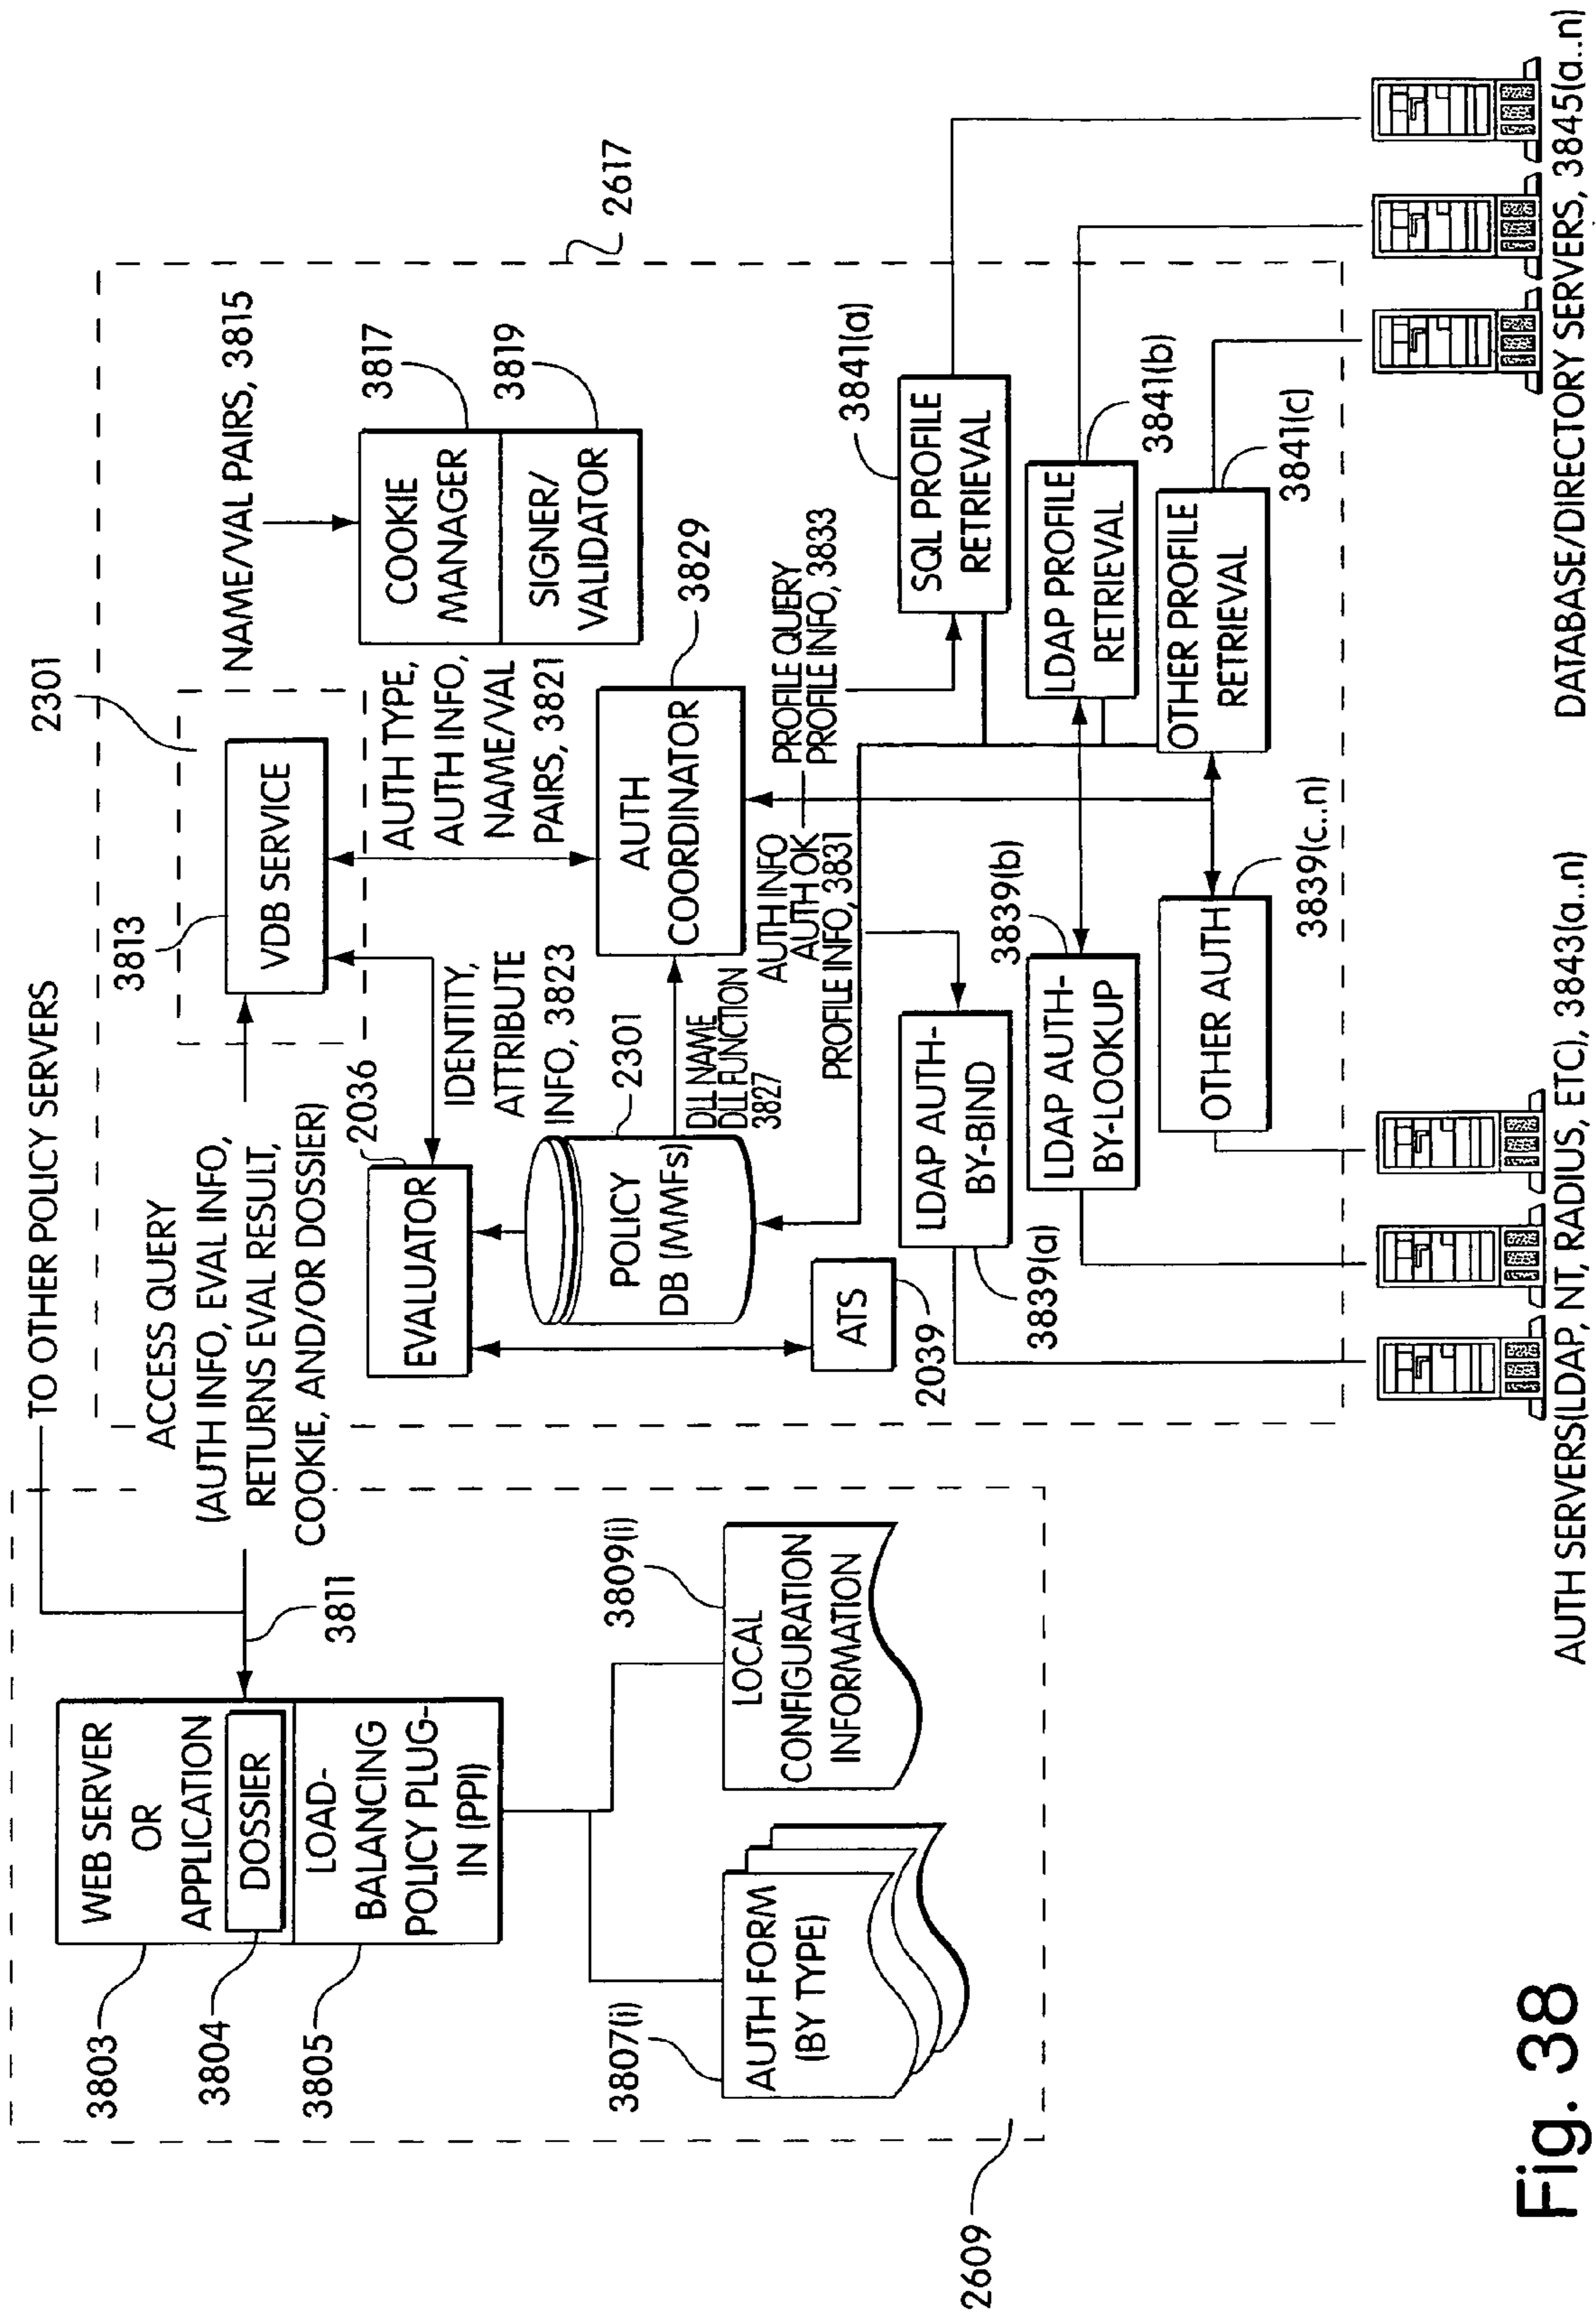 TO OTHER POLICY SERVERS
3803
WEB SERVER
OR
APPLICATION
3804
DOSSIER
3805
LOAD-
BALANCING
POLICY PLUG-
IN (PPI)
3811
3807(i)
AUTH FORM
(BY TYPE)
3809(i)
LOCAL
CONFIGURATION
INFORMATION
2609
ACCESS QUERY
(AUTH INFO, EVAL INFO,
RETURNS EVAL RESULT,
COOKIE, AND/OR DOSSIER)
2301
3813
VDB SERVICE
2617
NAME/VAL PAIRS, 3815
COOKIE
MANAGER
3817
SIGNER/
VALIDATOR
3819
2036
EVALUATOR
IDENTITY,
ATTRIBUTE
INFO, 3823
AUTH TYPE,
AUTH INFO,
NAME/VAL
PAIRS, 3821
POLICY
DB (MMFs)
2301
DLL NAME
DLL FUNCTION
3827
AUTH
COORDINATOR
3829
ATS
2039
AUTH INFO
AUTH OK
PROFILE INFO, 3831
PROFILE QUERY
PROFILE INFO, 3833
LDAP AUTH-
BY-BIND
3839(a)
LDAP AUTH-
BY-LOOKUP
3839(b)
OTHER AUTH
3839(c..n)
SQL PROFILE
RETRIEVAL
3841(a)
LDAP PROFILE
RETRIEVAL
3841(b)
OTHER PROFILE
RETRIEVAL
3841(c)
AUTH SERVERS(LDAP, NT, RADIUS, ETC), 3843(a..n)
DATABASE/DIRECTORY SERVERS, 3845(a..n)
Fig. 38